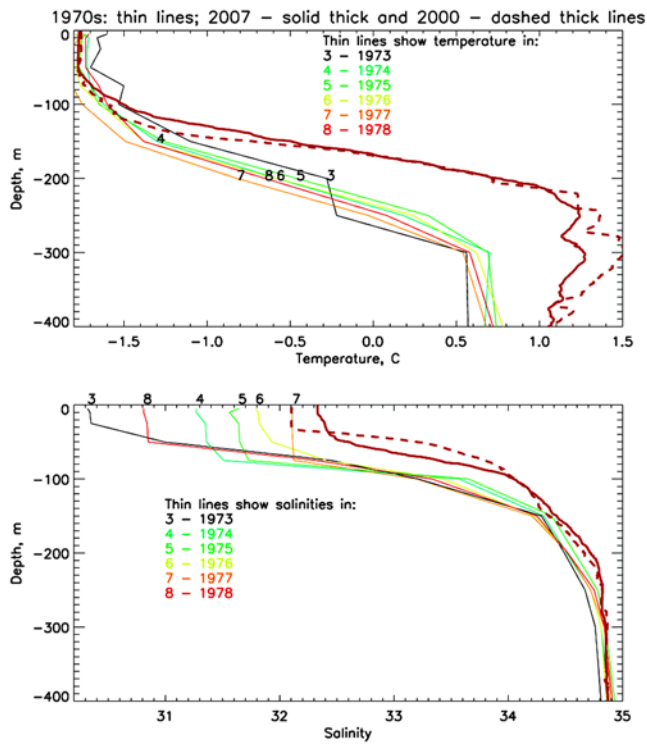 1970s: thin lines; 2007 – solid thick and 2000 – dashed thick lines
0
Thin lines show temperature in:
3 – 1973
4 – 1974
5 – 1975
6 – 1976
7 – 1977
8 – 1978
-100
4
-200
7 8 6 5 3
-300
-400
Depth, m
-1.5 -1.0 -0.5 0.0 0.5 1.0 1.5
Temperature, C
3 8 4 5 6 7
0
-100
Thin lines show salinities in:
3 – 1973
4 – 1974
5 – 1975
6 – 1976
7 – 1977
8 – 1978
-200
-300
-400
Depth, m
31 32 33 34 35
Salinity